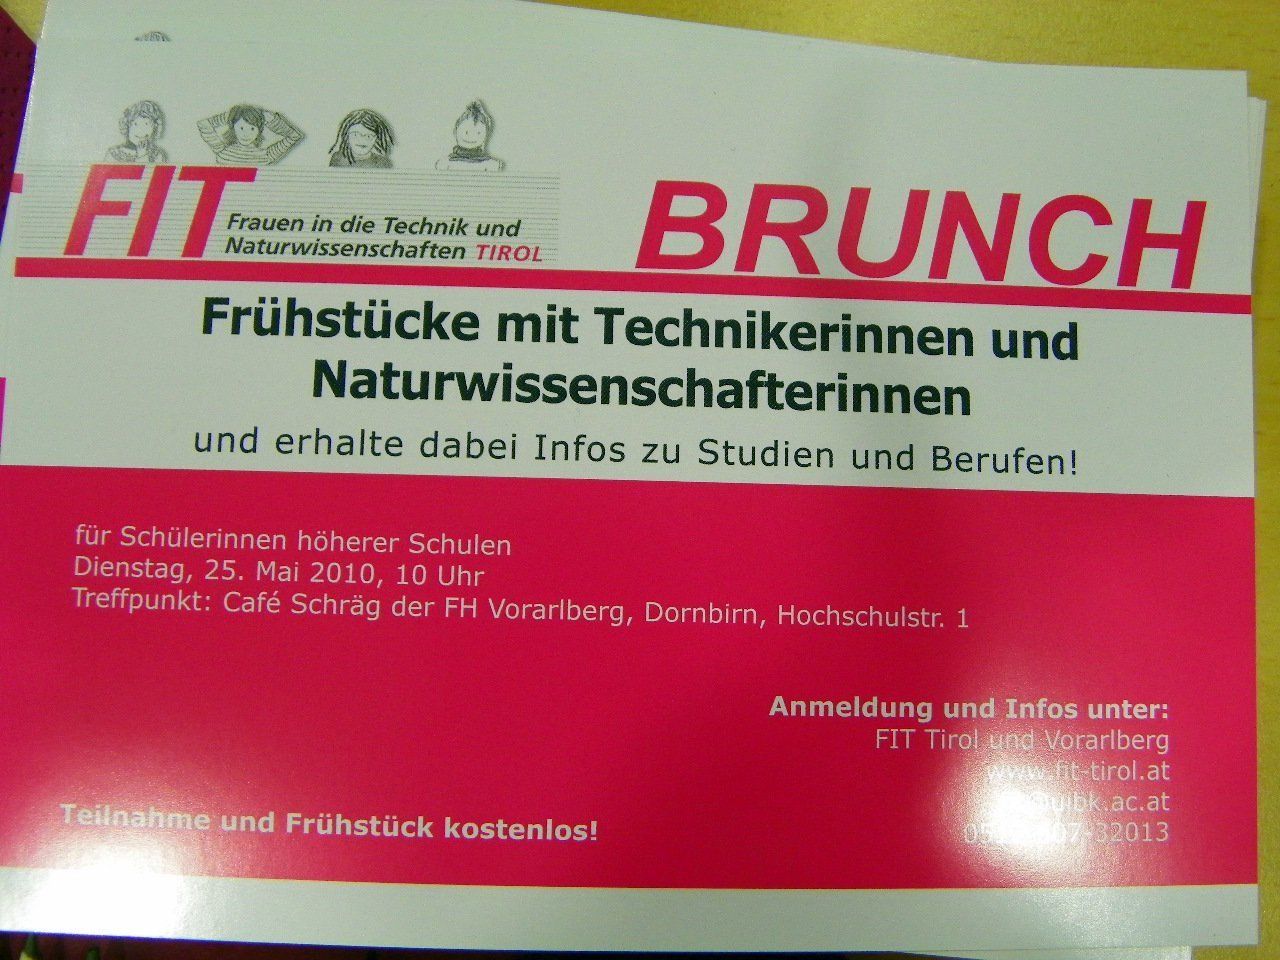 FIT
Frauen in die Technik und
Naturwissenschaften TIROL
BRUNCH
Frühstücke mit Technikerinnen und
Naturwissenschafterinnen
und erhalte dabei Infos zu Studien und Berufen!
für Schülerinnen höherer Schulen
Dienstag, 25. Mai 2010, 10 Uhr
Treffpunkt: Café Schräg der FH Vorarlberg, Dornbirn, Hochschulstr. 1
Anmeldung und Infos unter:
FIT Tirol und Vorarlberg
www.fit-tirol.at
Teilnahme und Frühstück kostenlos!